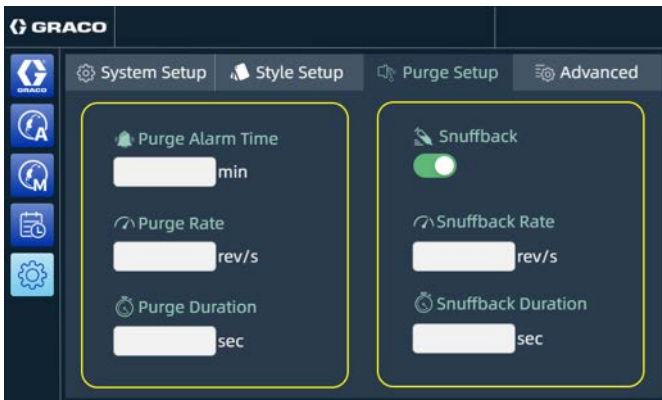 GRACO
GRACO
System Setup
Style Setup
Purge Setup
Advanced
A
M
Purge Alarm Time
min
Purge Rate
rev/s
Purge Duration
sec
Snuffback
Snuffback Rate
rev/s
Snuffback Duration
sec